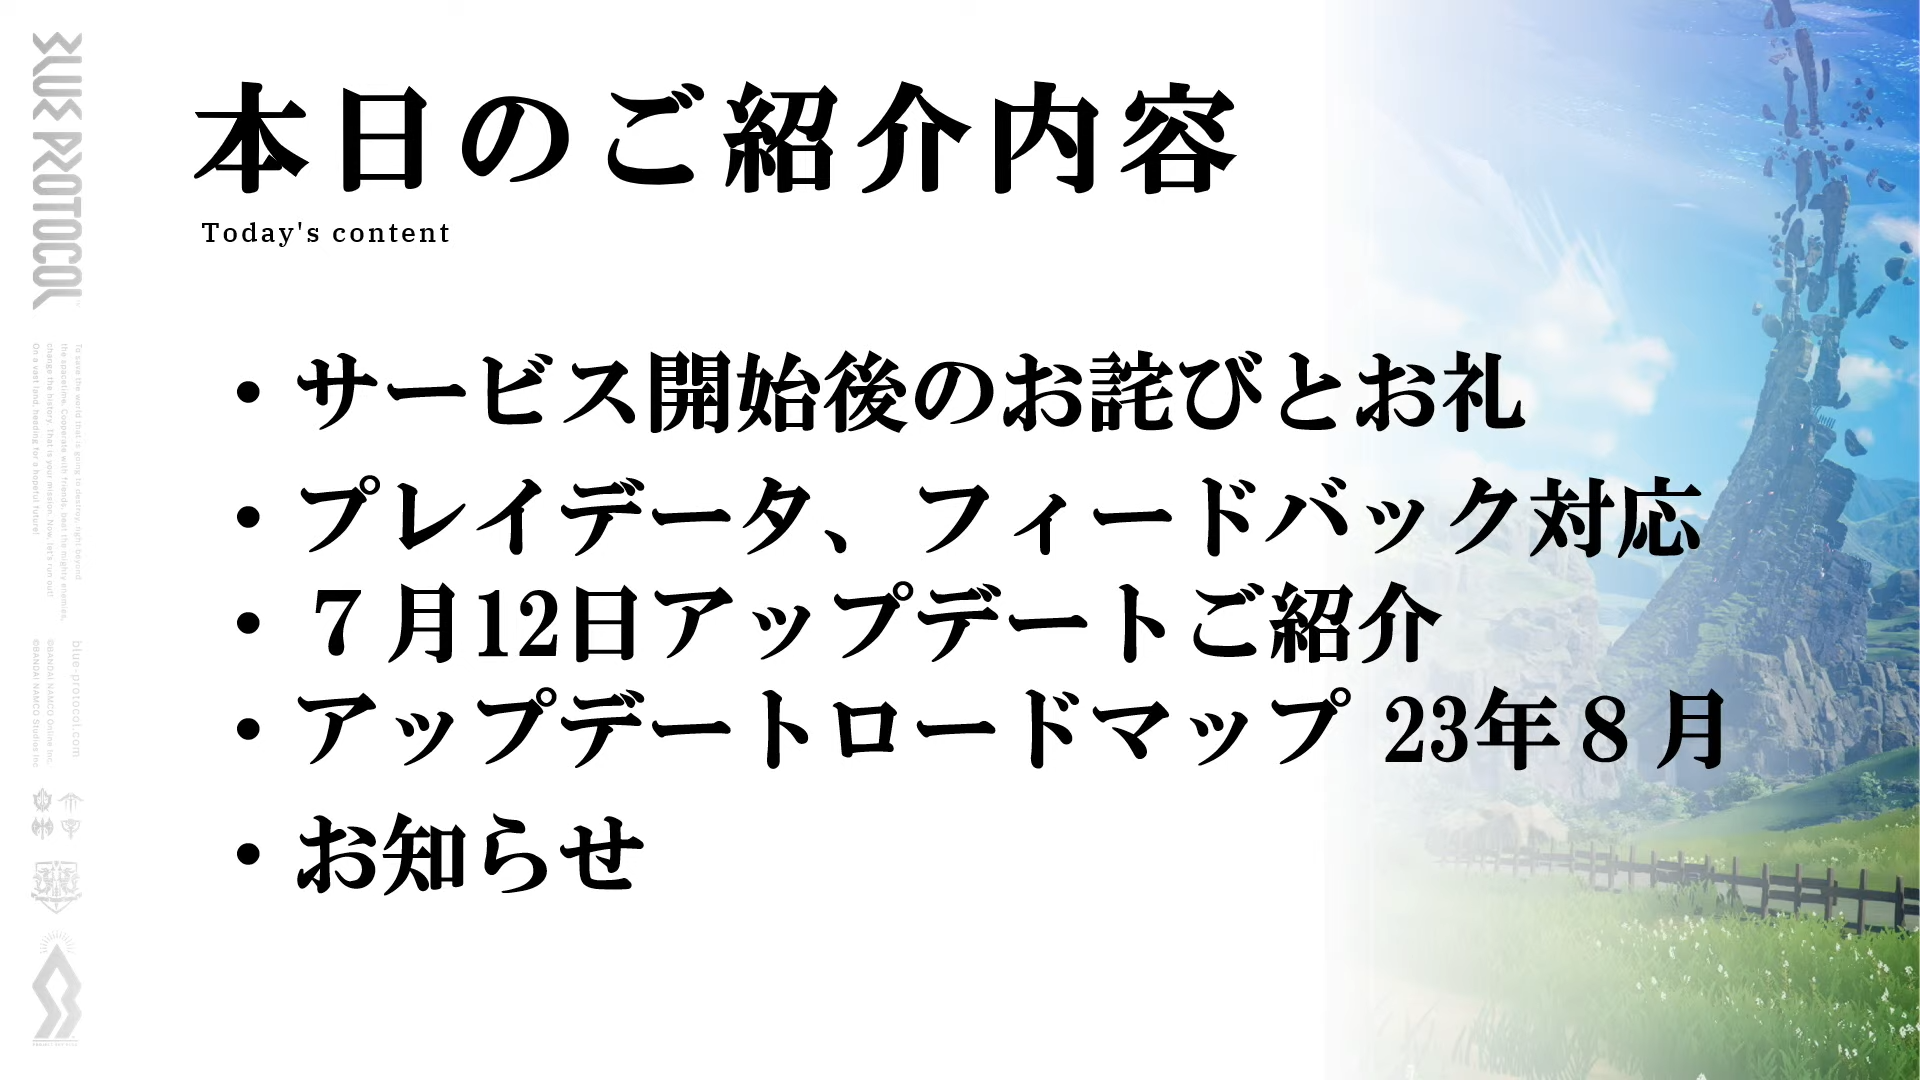 本日のご紹介内容
Today's content
・サービス開始後のお詫びとお礼
・プレイデータ、フィードバック対応
・７月12日アップデートご紹介
・アップデートロードマップ 23年８月
・お知らせ
BLUE PROTOCOL
To save the world that is going to destroy, right beyond
the spacetime. Cooperate with friends, beat the mighty enemies,
change the history, that is your mission. Now, let's run out!
On a vast land, heading for a hopeful future!
blue-protocol.com
©BANDAI NAMCO Online Inc.
©BANDAI NAMCO Studios Inc.